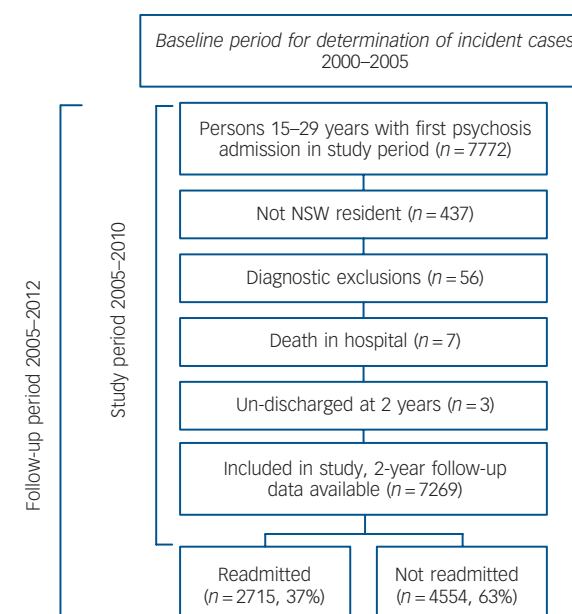 Baseline period for determination of incident cases
2000–2005
Follow-up period 2005–2012
Study period 2005–2010
Persons 15–29 years with first psychosis
admission in study period (n = 7772)
Not NSW resident (n = 437)
Diagnostic exclusions (n = 56)
Death in hospital (n = 7)
Un-discharged at 2 years (n = 3)
Included in study, 2-year follow-up
data available (n = 7269)
Readmitted
(n = 2715, 37%)
Not readmitted
(n = 4554, 63%)